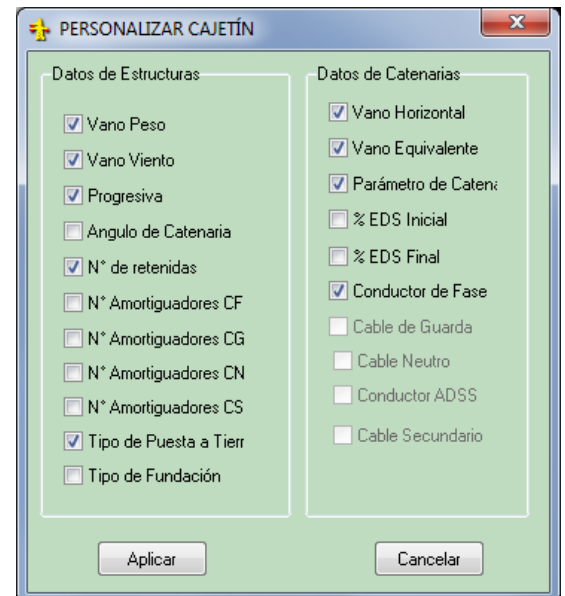 PERSONALIZAR CAJETÍN
Datos de Estructuras
Vano Peso
Vano Viento
Progresiva
Angulo de Catenaria
N° de retenidas
N° Amortiguadores CF
N° Amortiguadores CG
N° Amortiguadores CN
N° Amortiguadores CS
Tipo de Puesta a Tierr
Tipo de Fundación
Datos de Catenarias
Vano Horizontal
Vano Equivalente
Parámetro de Catena
% EDS Inicial
% EDS Final
Conductor de Fase
Cable de Guarda
Cable Neutro
Conductor ADSS
Cable Secundario
Aplicar
Cancelar